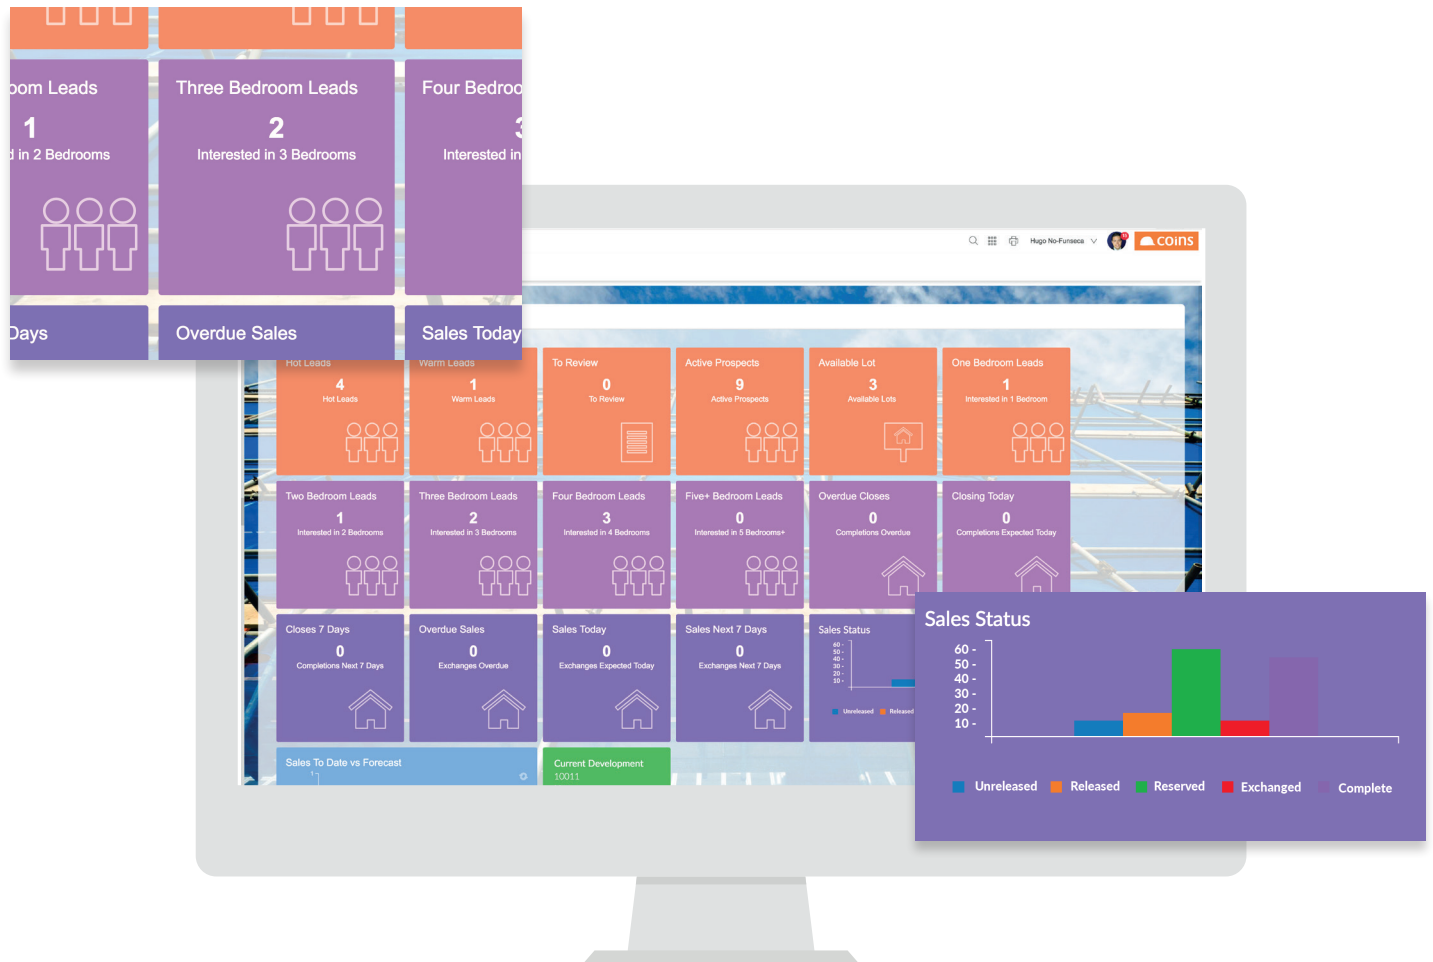 oom Leads
1
d in 2 Bedrooms
Three Bedroom Leads
2
Interested in 3 Bedrooms
Four Bedroo
3
Interested in
Days
Overdue Sales
Sales Today
Hugo No-Funseca
coins
Hot Leads
4
Hot Leads
Warm Leads
1
Warm Leads
To Review
0
To Review
Active Prospects
9
Active Prospects
Available Lot
3
Available Lots
One Bedroom Leads
1
Interested in 1 Bedroom
Two Bedroom Leads
1
Interested in 2 Bedrooms
Three Bedroom Leads
2
Interested in 3 Bedrooms
Four Bedroom Leads
3
Interested in 4 Bedrooms
Five+ Bedroom Leads
0
Interested in 5 Bedrooms+
Overdue Closes
0
Completions Overdue
Closing Today
0
Completions Expected Today
Closes 7 Days
0
Completions Next 7 Days
Overdue Sales
0
Exchanges Overdue
Sales Today
0
Exchanges Expected Today
Sales Next 7 Days
0
Exchanges Next 7 Days
Sales Status
60 -
50 -
40 -
30 -
20 -
10 -
Unreleased Released
Sales Status
60 -
50 -
40 -
30 -
20 -
10 -
Unreleased Released Reserved Exchanged Complete
Sales To Date vs Forecast
1
Current Development
10011